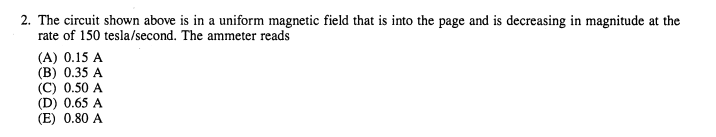 2. The circuit shown above is in a uniform magnetic field that is into the page and is decreasing in magnitude at the
rate of 150 tesla/second. The ammeter reads
(A) 0.15 A
(B) 0.35 A
(C) 0.50 A
(D) 0.65 A
(E) 0.80 A